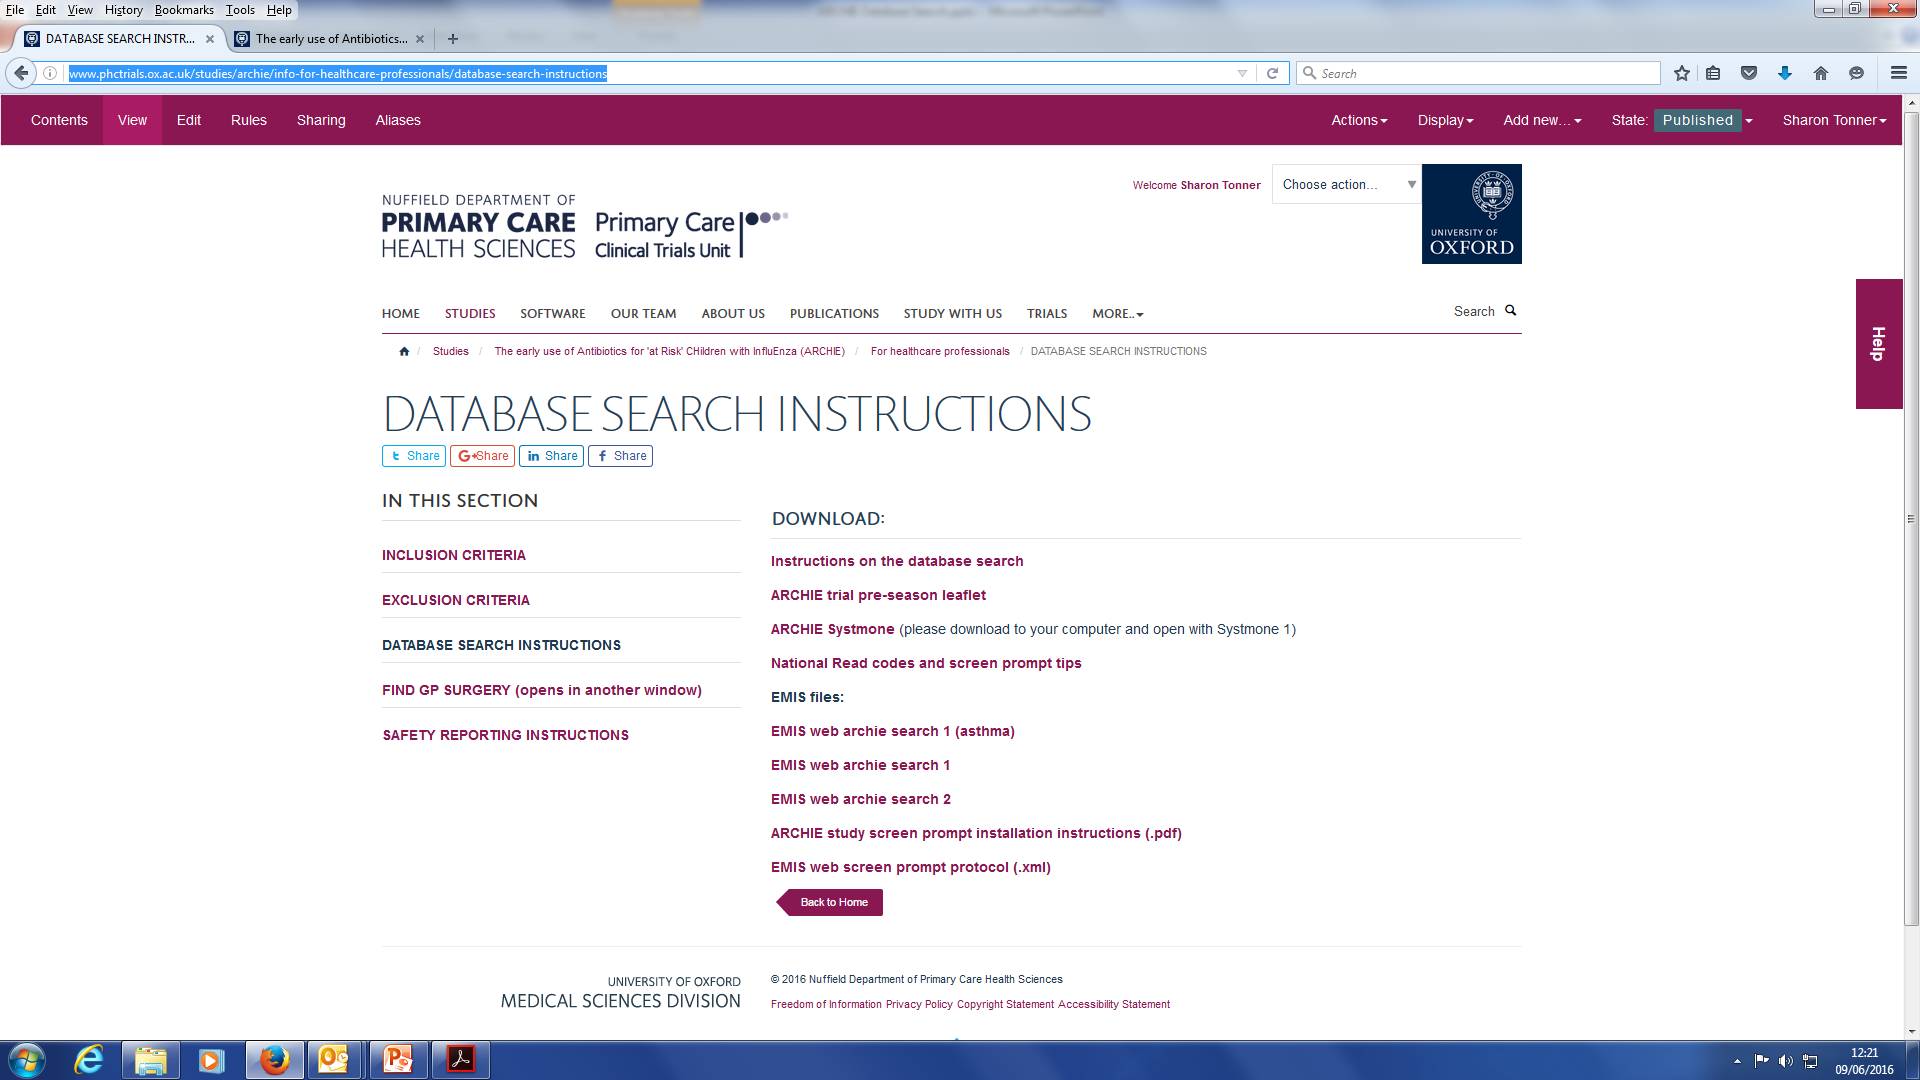 File Edit View History Bookmarks Tools Help
DATABASE SEARCH INSTR...
The early use of Antibiotics...
www.phctrials.ox.ac.uk/studies/archie/info-for-healthcare-professionals/database-search-instructions
Search
Contents View Edit Rules Sharing Aliases Actions Display Add new... State: Published Sharon Tonner
Welcome Sharon Tonner
Choose action...
NUFFIELD DEPARTMENT OF
PRIMARY CARE
HEALTH SCIENCES
Primary Care
Clinical Trials Unit
UNIVERSITY OF
OXFORD
HOME STUDIES SOFTWARE OUR TEAM ABOUT US PUBLICATIONS STUDY WITH US TRIALS MORE..
Search
Help
Studies / The early use of Antibiotics for 'at Risk' CHildren with InfluEnza (ARCHIE) / For healthcare professionals / DATABASE SEARCH INSTRUCTIONS
DATABASE SEARCH INSTRUCTIONS
Share Share Share Share
IN THIS SECTION
INCLUSION CRITERIA
EXCLUSION CRITERIA
DATABASE SEARCH INSTRUCTIONS
FIND GP SURGERY (opens in another window)
SAFETY REPORTING INSTRUCTIONS
DOWNLOAD:
Instructions on the database search
ARCHIE trial pre-season leaflet
ARCHIE Systmone (please download to your computer and open with Systmone 1)
National Read codes and screen prompt tips
EMIS files:
EMIS web archie search 1 (asthma)
EMIS web archie search 1
EMIS web archie search 2
ARCHIE study screen prompt installation instructions (.pdf)
EMIS web screen prompt protocol (.xml)
Back to Home
UNIVERSITY OF OXFORD
MEDICAL SCIENCES DIVISION
© 2016 Nuffield Department of Primary Care Health Sciences
Freedom of Information Privacy Policy Copyright Statement Accessibility Statement
12:21
09/06/2016